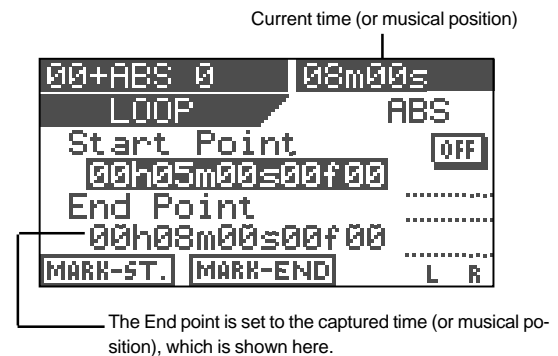 Current time (or musical position)
00+ABS 0 08m00s
LOOP ABS
Start Point
OFF
00h05m00s00f00
End Point
00h08m00s00f00
MARK-ST. MARK-END L R
The End point is set to the captured time (or musical po-
sition), which is shown here.